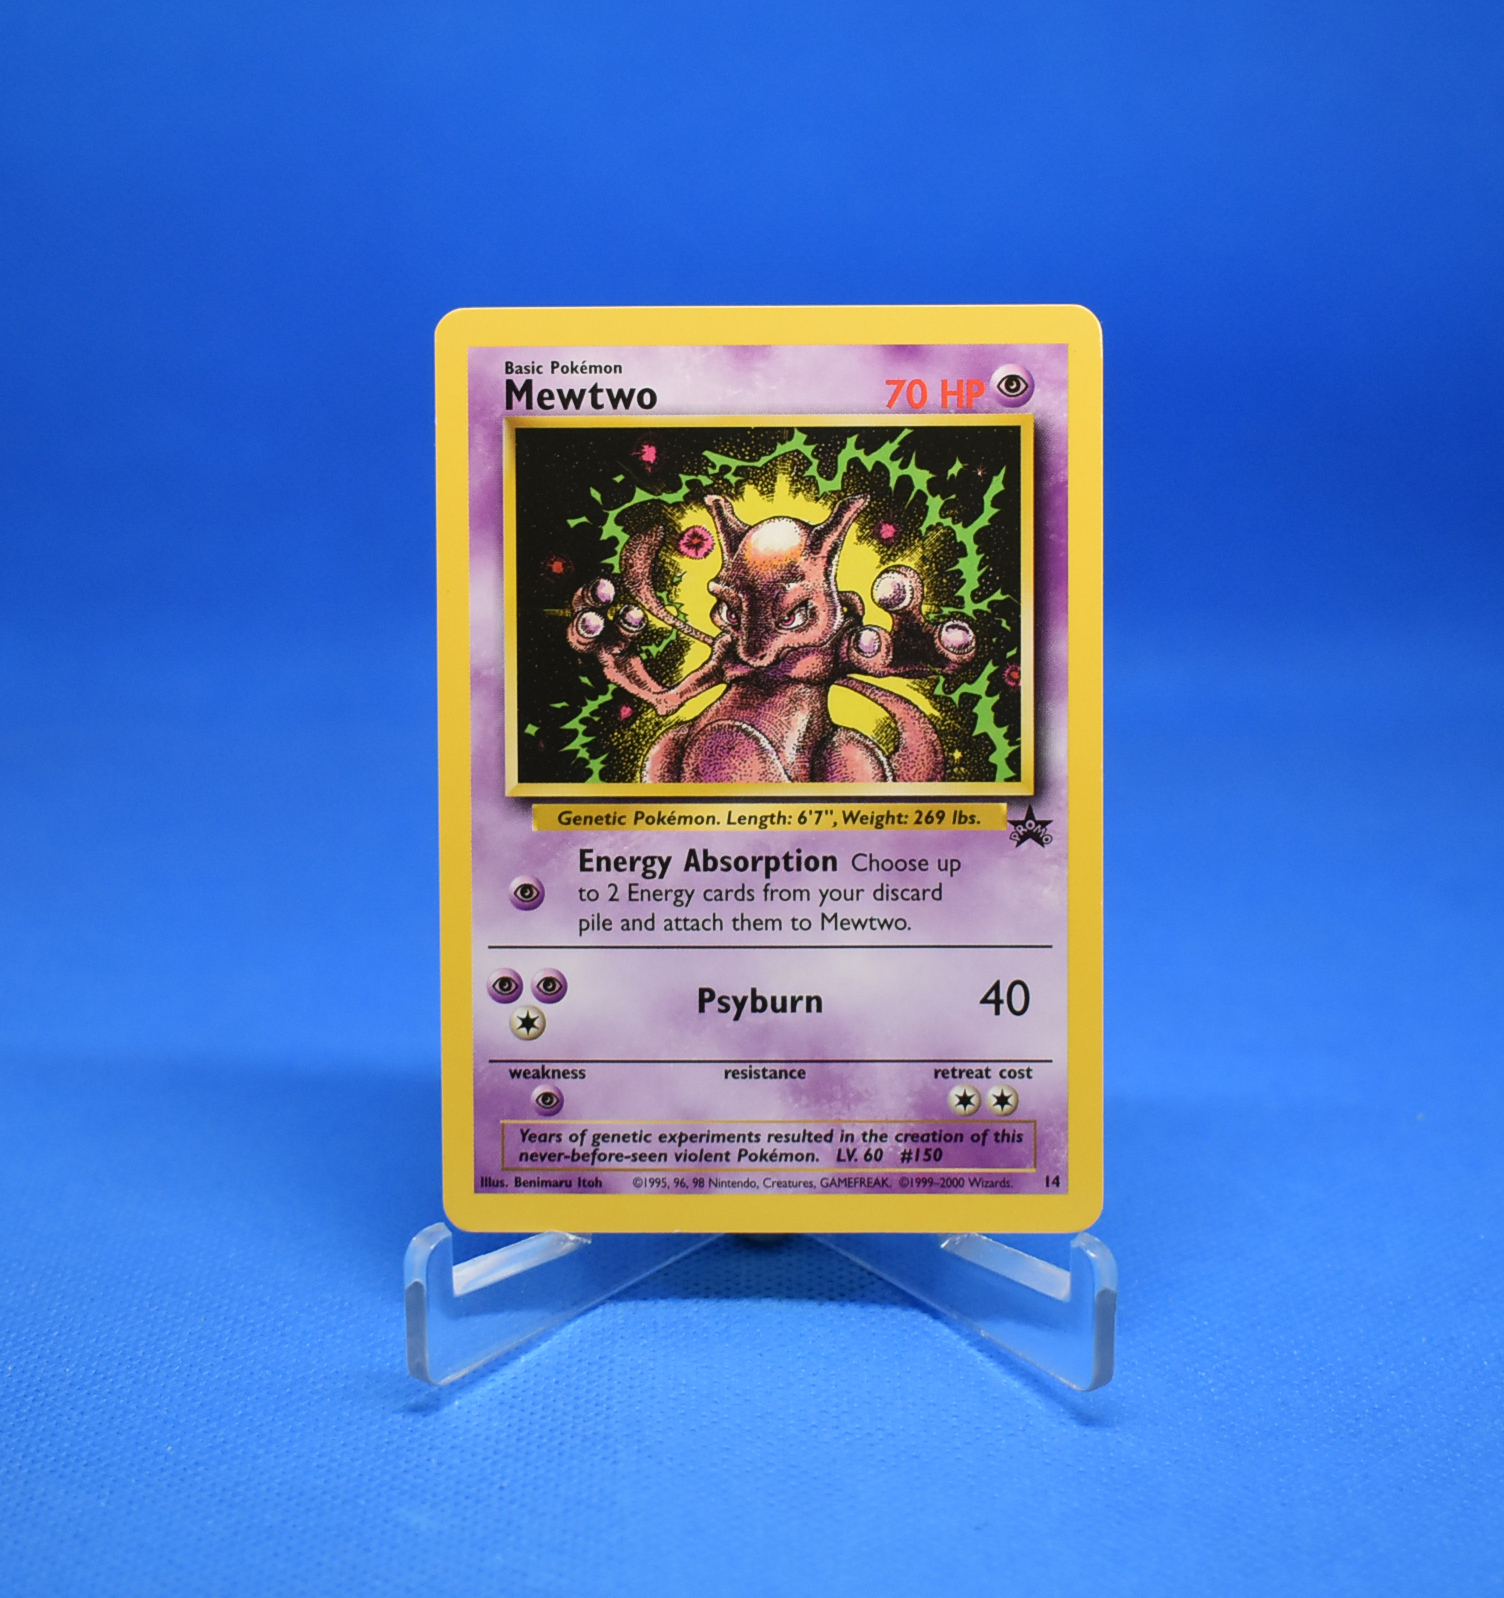 Basic Pokémon
Mewtwo
70 HP
Genetic Pokémon. Length: 6'7", Weight: 269 lbs.
PROMO
Energy Absorption Choose up
to 2 Energy cards from your discard
pile and attach them to Mewtwo.
Psyburn 40
weakness resistance retreat cost
Years of genetic experiments resulted in the creation of this
never-before-seen violent Pokémon. LV. 60 #150
Illus. Benimaru Itoh ©1995, 96, 98 Nintendo, Creatures, GAMEFREAK. ©1999-2000 Wizards. 14